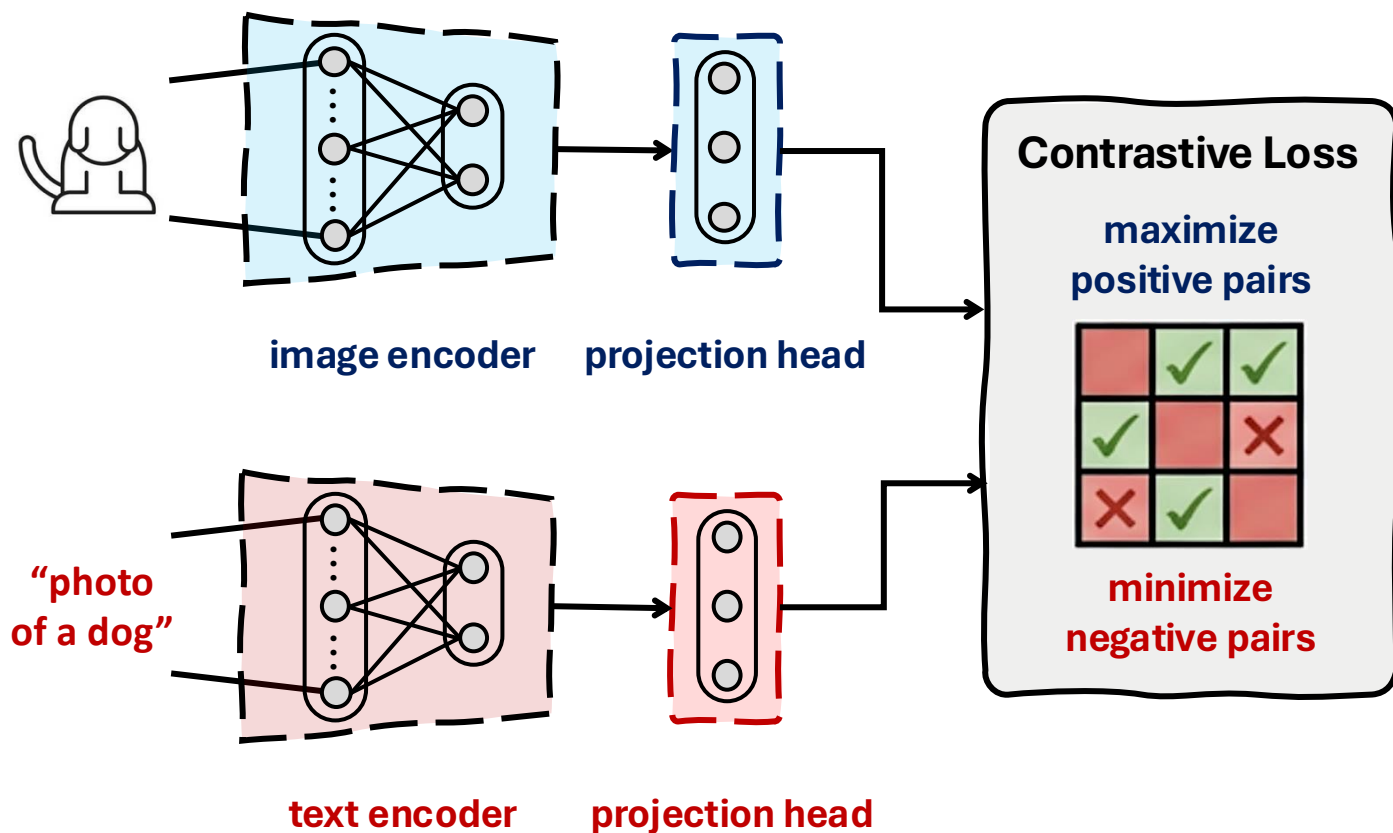 Contrastive Loss
maximize
positive pairs
image encoder
projection head
“photo
of a dog”
minimize
negative pairs
text encoder
projection head